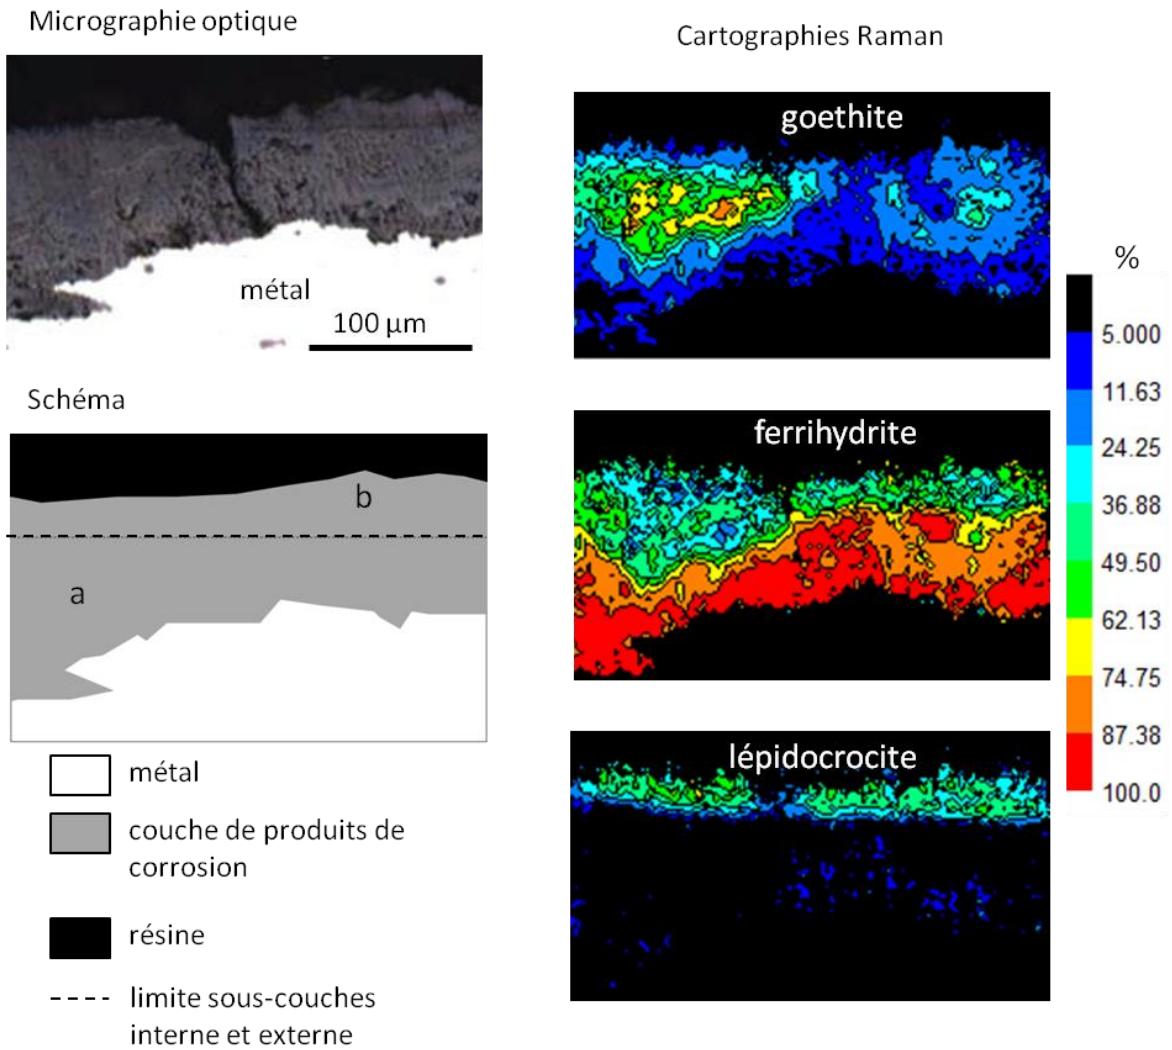 Micrographie optique
métal
100 µm
Schéma
b
a
métal
couche de produits de
corrosion
résine
limite sous-couches
interne et externe
Cartographies Raman
goethite
ferrihydrite
lépidocrocite
%
5.000
11.63
24.25
36.88
49.50
62.13
74.75
87.38
100.0